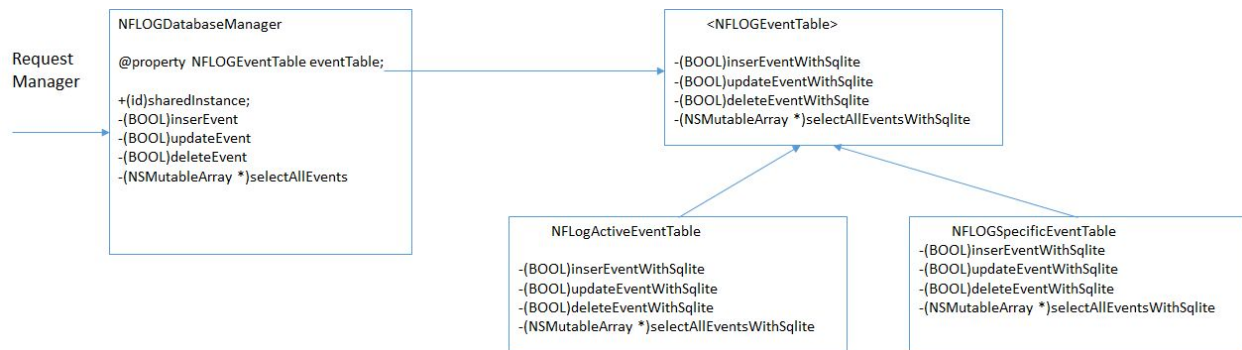 Request
Manager
NFLOGDatabaseManager
@property NFLOGEventTable eventTable;
+(id)sharedInstance;
-(BOOL)inserEvent
-(BOOL)updateEvent
-(BOOL)deleteEvent
-(NSMutableArray *)selectAllEvents
<NFLOGEventTable>
-(BOOL)inserEventWithSqlite
-(BOOL)updateEventWithSqlite
-(BOOL)deleteEventWithSqlite
-(NSMutableArray *)selectAllEventsWithSqlite
NFLogActiveEventTable
-(BOOL)inserEventWithSqlite
-(BOOL)updateEventWithSqlite
-(BOOL)deleteEventWithSqlite
-(NSMutableArray *)selectAllEventsWithSqlite
NFLOGSpecificEventTable
-(BOOL)inserEventWithSqlite
-(BOOL)updateEventWithSqlite
-(BOOL)deleteEventWithSqlite
-(NSMutableArray *)selectAllEventsWithSqlite